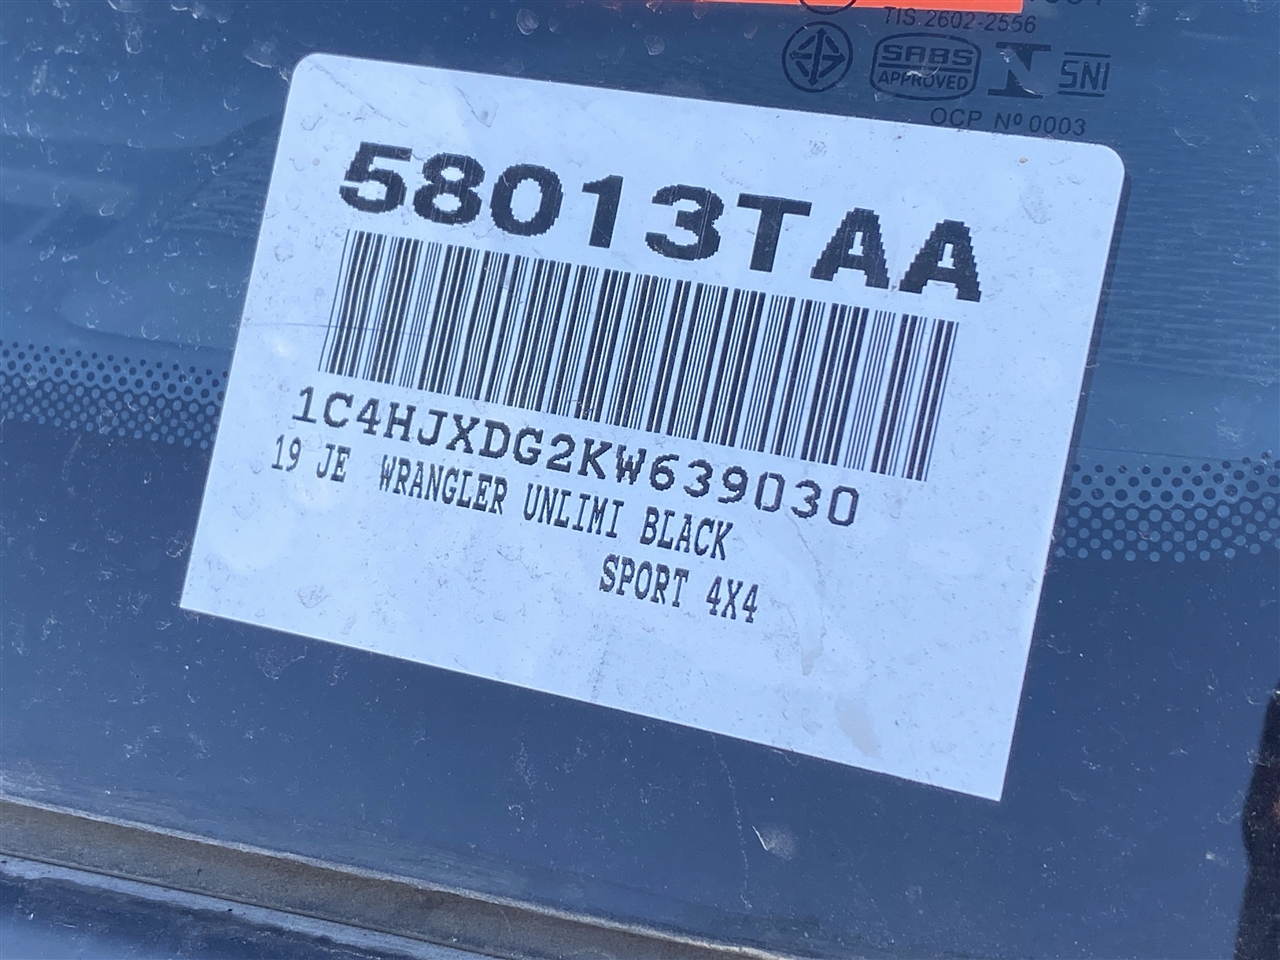 TIS 2602-2556
SABS
APPROVED
SNI
OCP Nº 0003
58013TAA
1C4HJXDG2KW639030
19 JE WRANGLER UNLIMI BLACK
SPORT 4X4